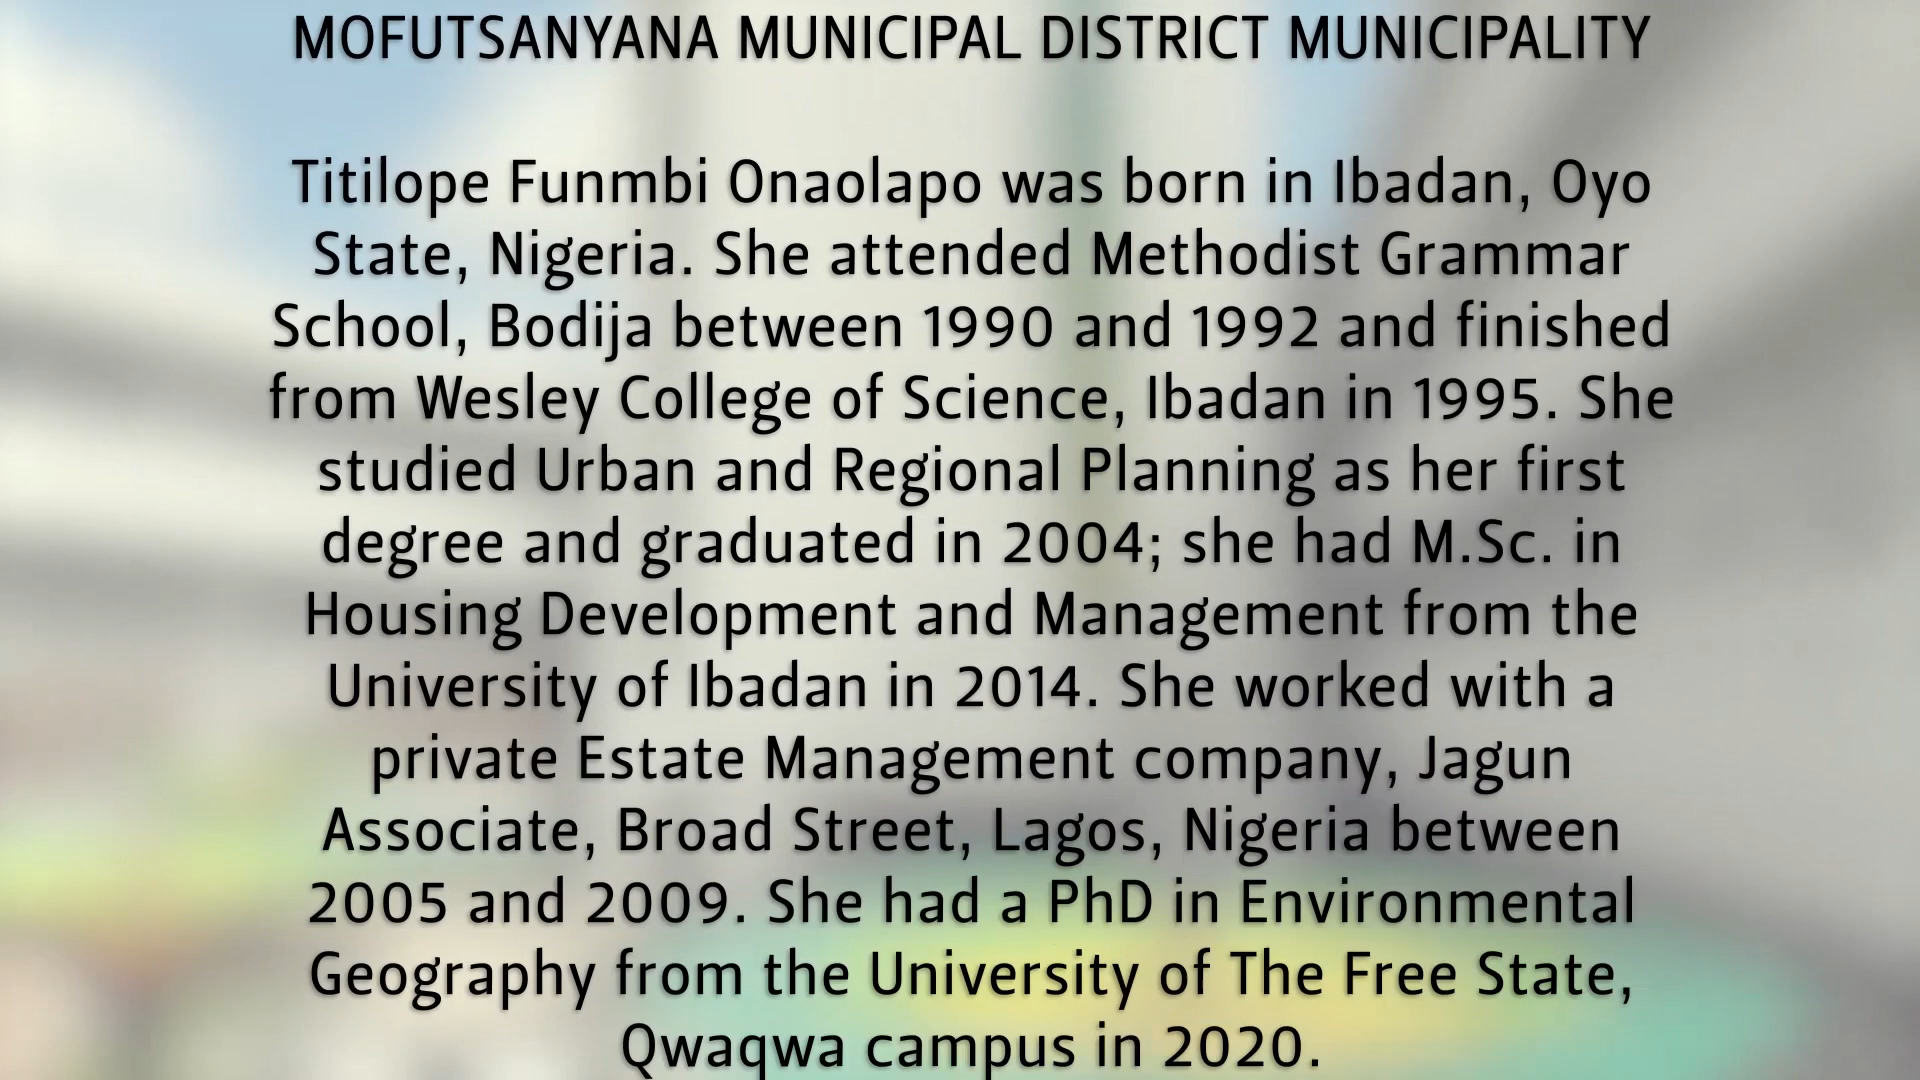 MOFUTSANYANA MUNICIPAL DISTRICT MUNICIPALITY
Titilope Funmbi Onaolapo was born in Ibadan, Oyo
State, Nigeria. She attended Methodist Grammar
School, Bodija between 1990 and 1992 and finished
from Wesley College of Science, Ibadan in 1995. She
studied Urban and Regional Planning as her first
degree and graduated in 2004; she had M.Sc. in
Housing Development and Management from the
University of Ibadan in 2014. She worked with a
private Estate Management company, Jagun
Associate, Broad Street, Lagos, Nigeria between
2005 and 2009. She had a PhD in Environmental
Geography from the University of The Free State,
Qwaqwa campus in 2020.